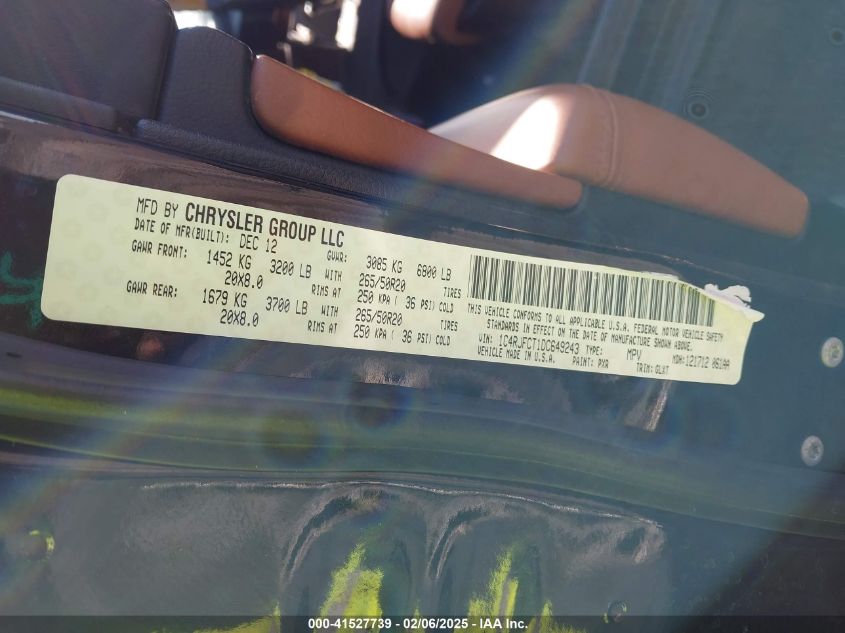 MFD BY CHRYSLER GROUP LLC
DATE OF MFR(BUILT): DEC 12 GVWR: 3085 KG 6800 LB
GAWR FRONT: 1452 KG 3200 LB WITH 265/50R20 TIRES
20X8.0 RIMS AT 250 KPA ( 36 PSI) COLD
GAWR REAR: 1679 KG 3700 LB WITH 265/50R20 TIRES
20X8.0 RIMS AT 250 KPA ( 36 PSI) COLD
THIS VEHICLE CONFORMS TO ALL APPLICABLE U.S.A. FEDERAL MOTOR VEHICLE SAFETY
STANDARDS IN EFFECT ON THE DATE OF MANUFACTURE SHOWN ABOVE.
VIN: 1C4RJFCT1DC649243 TYPE: MPV MDH: 121712 861AA
VEHICLE MADE IN U.S.A. PAINT: PXR TRIM: GLXT
000-41527739 - 02/06/2025 - IAA Inc.